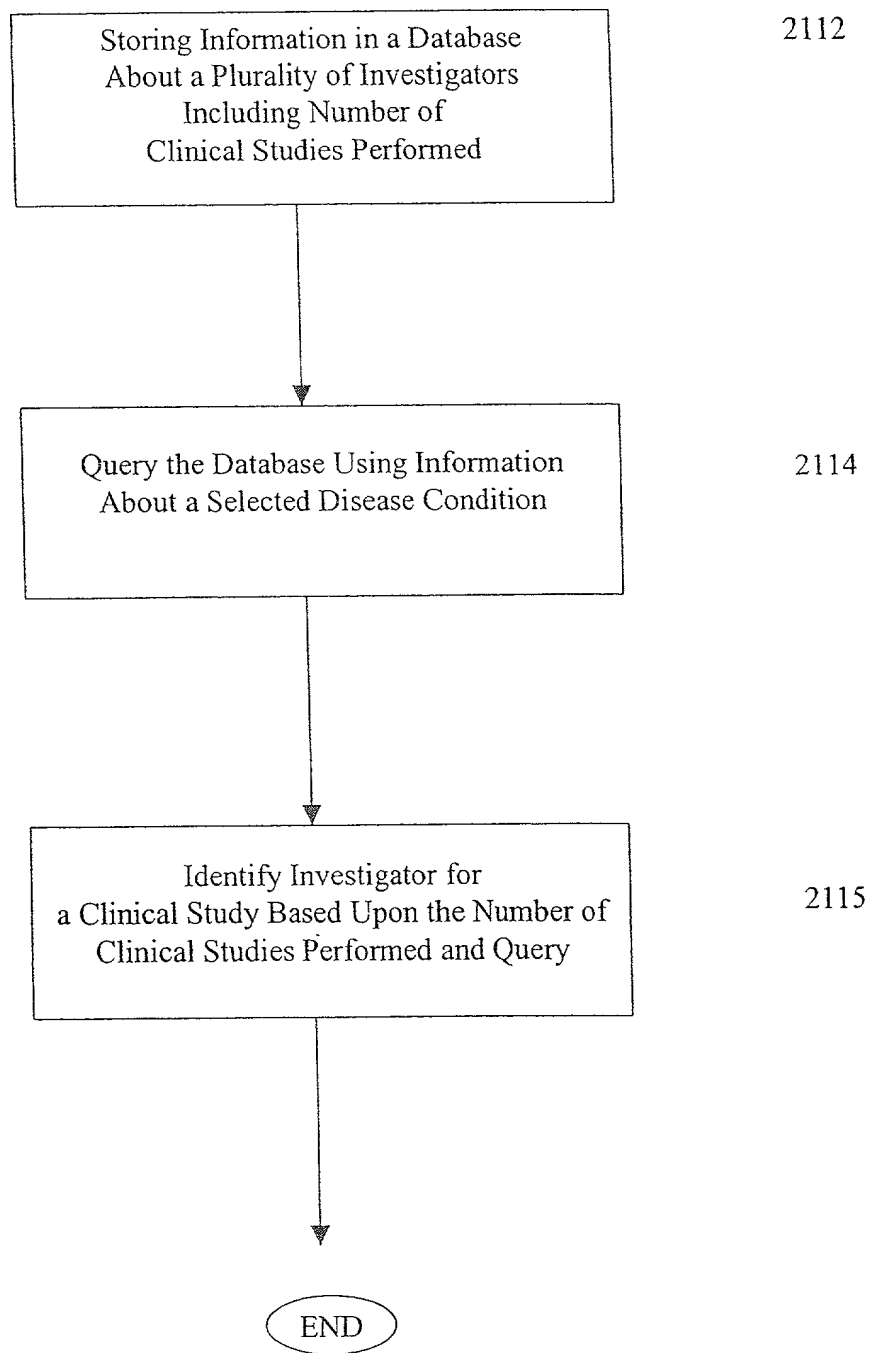 Storing Information in a Database
About a Plurality of Investigators
Including Number of
Clinical Studies Performed
2112
Query the Database Using Information
About a Selected Disease Condition
2114
Identify Investigator for
a Clinical Study Based Upon the Number of
Clinical Studies Performed and Query
2115
END